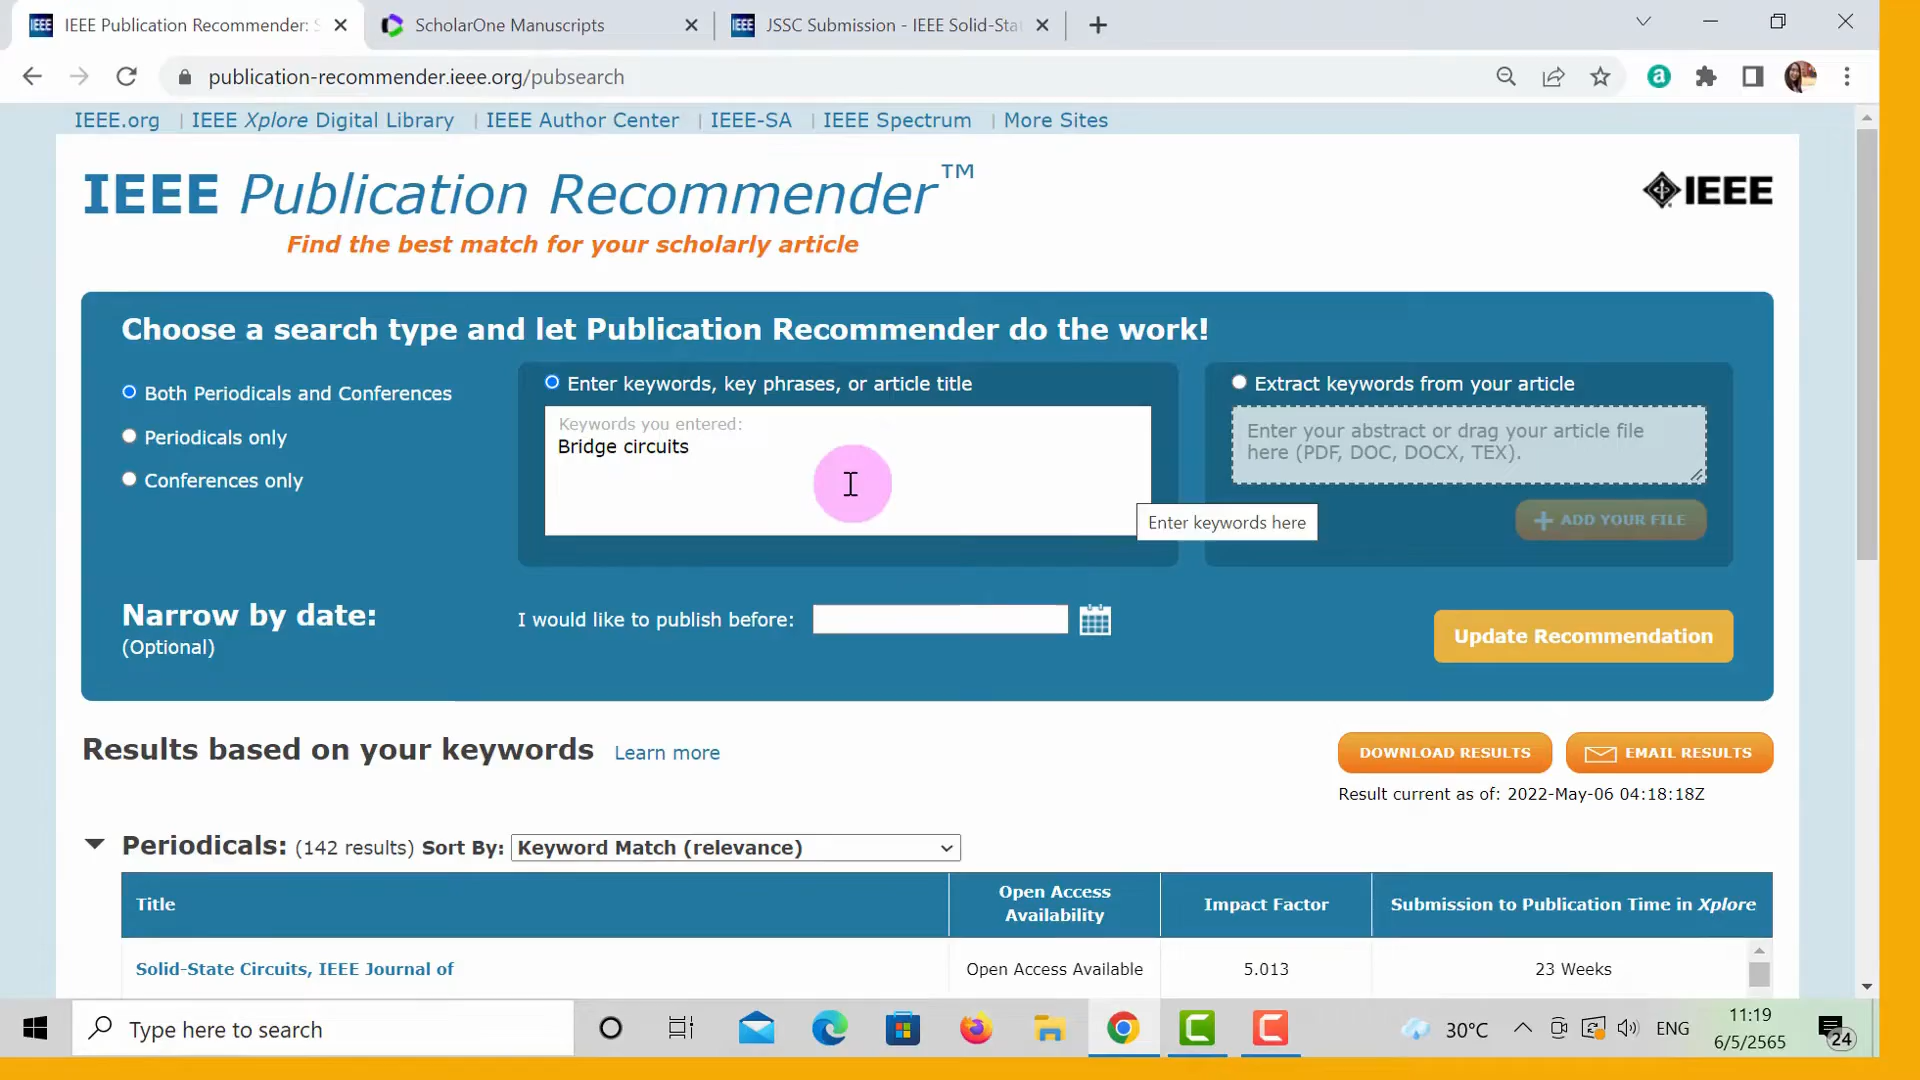 IEEE Publication Recommender: S
ScholarOne Manuscripts
JSSC Submission - IEEE Solid-Stat
publication-recommender.ieee.org/pubsearch
IEEE.org | IEEE Xplore Digital Library | IEEE Author Center | IEEE-SA | IEEE Spectrum | More Sites
IEEE Publication Recommender™
IEEE
Find the best match for your scholarly article
Choose a search type and let Publication Recommender do the work!
Both Periodicals and Conferences
Periodicals only
Conferences only
Enter keywords, key phrases, or article title
Keywords you entered:
Bridge circuits
Enter keywords here
Extract keywords from your article
Enter your abstract or drag your article file
here (PDF, DOC, DOCX, TEX).
ADD YOUR FILE
Narrow by date:
(Optional)
I would like to publish before:
Update Recommendation
Results based on your keywords Learn more
DOWNLOAD RESULTS
EMAIL RESULTS
Result current as of: 2022-May-06 04:18:18Z
Periodicals: (142 results) Sort By: Keyword Match (relevance)
Title
Open Access
Availability
Impact Factor
Submission to Publication Time in Xplore
Solid-State Circuits, IEEE Journal of
Open Access Available
5.013
23 Weeks
Type here to search
30°C
ENG
11:19
6/5/2565
24